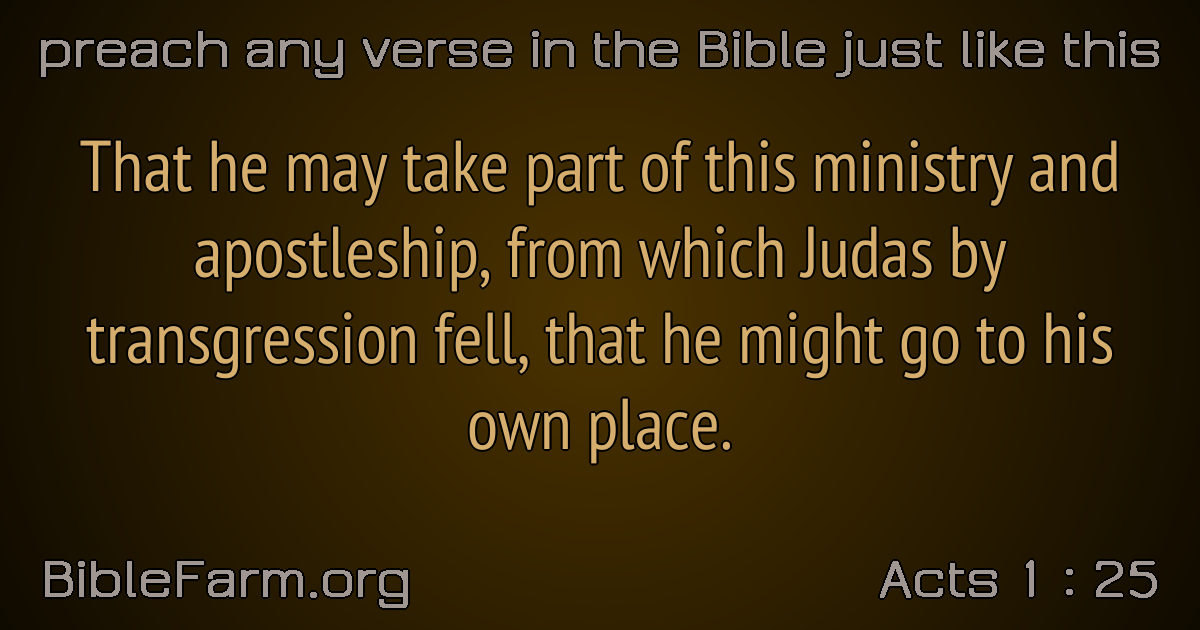 preach any verse in the Bible just like this
That he may take part of this ministry and
apostleship, from which Judas by
transgression fell, that he might go to his
own place.
BibleFarm.org
Acts 1 : 25